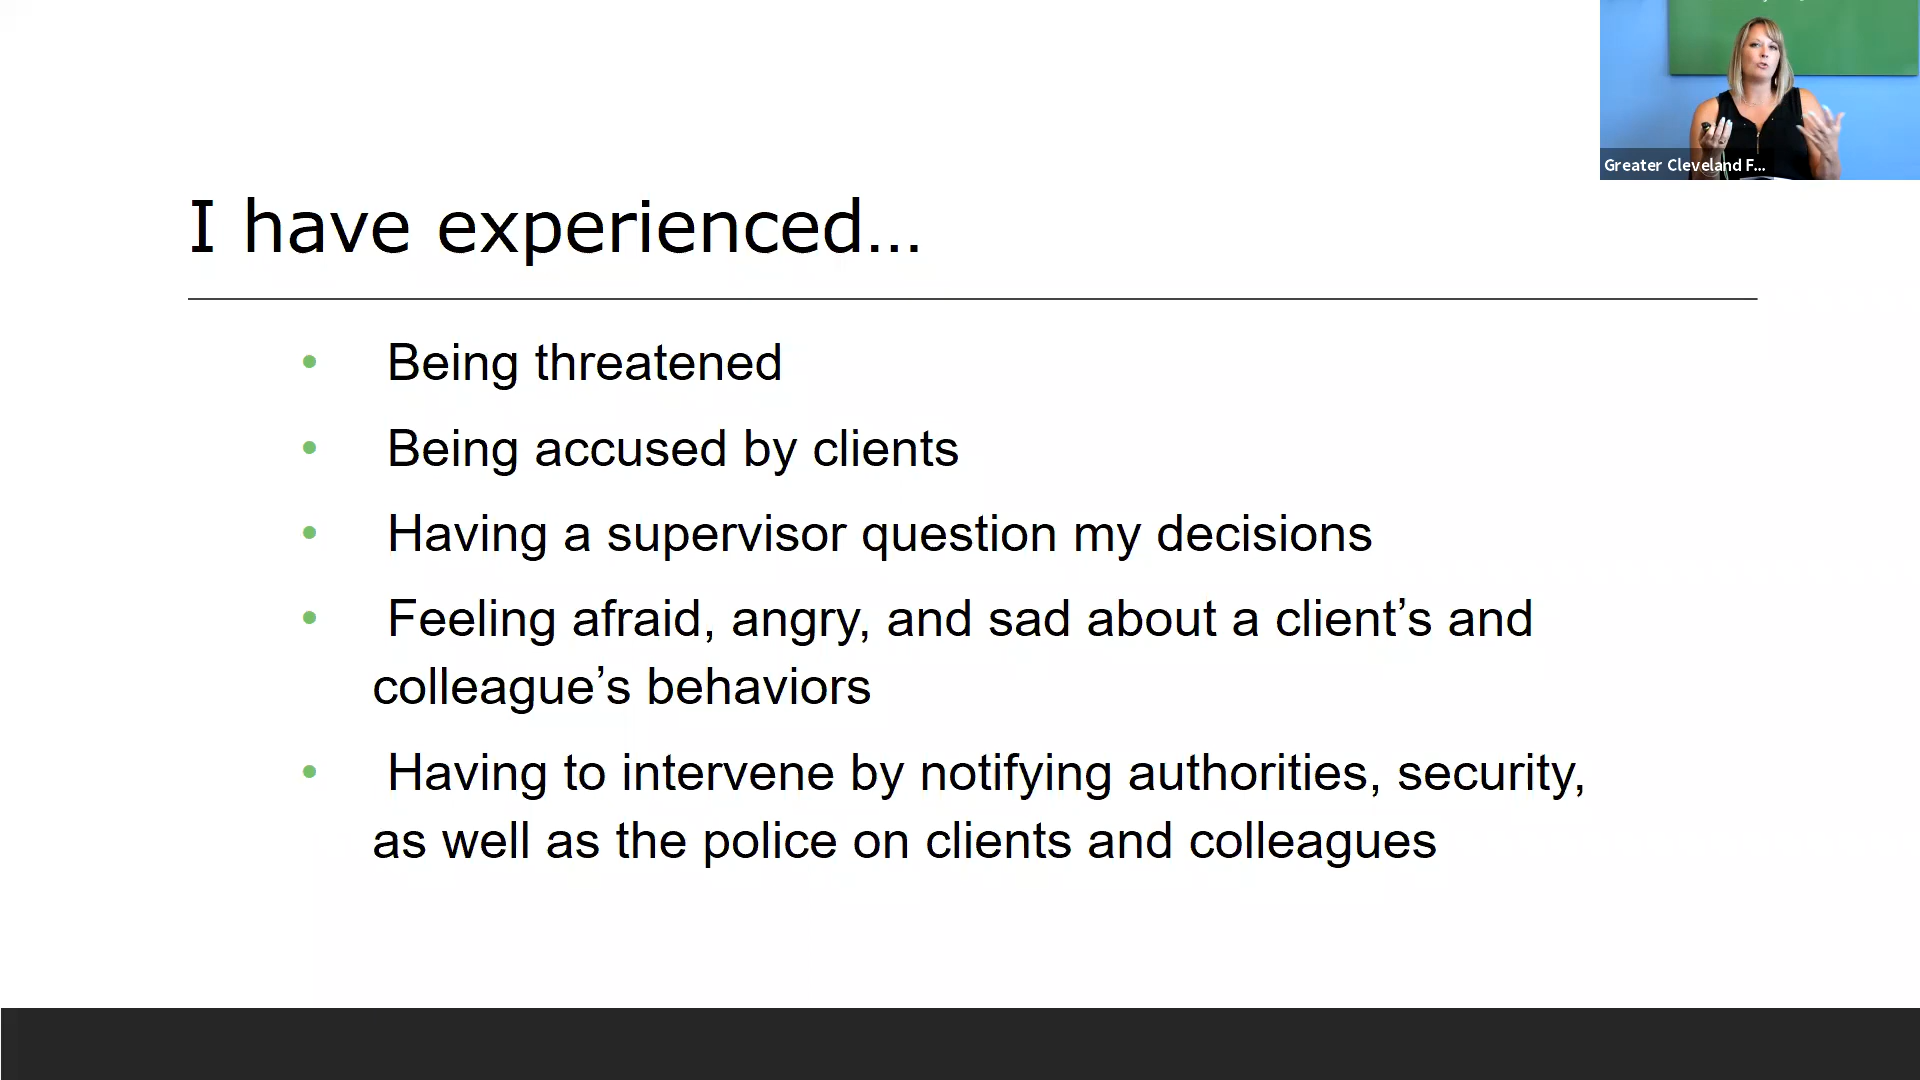 Greater Cleveland F...
I have experienced...
• Being threatened
• Being accused by clients
• Having a supervisor question my decisions
• Feeling afraid, angry, and sad about a client’s and
colleague’s behaviors
• Having to intervene by notifying authorities, security,
as well as the police on clients and colleagues